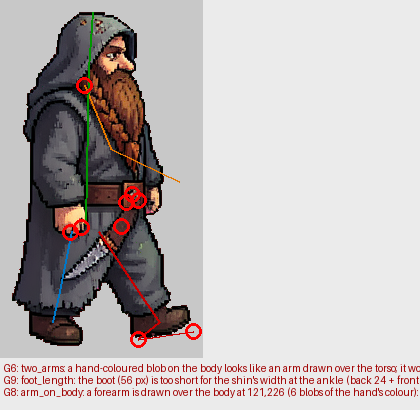 G6: two_arms: a hand-coloured blob on the body looks like an arm drawn over the torso; it wo
G9: foot_length: the boot (56 px) is too short for the shin's width at the ankle (back 24 + front
G8: arm_on_body: a forearm is drawn over the body at 121,226 (6 blobs of the hand's colour):